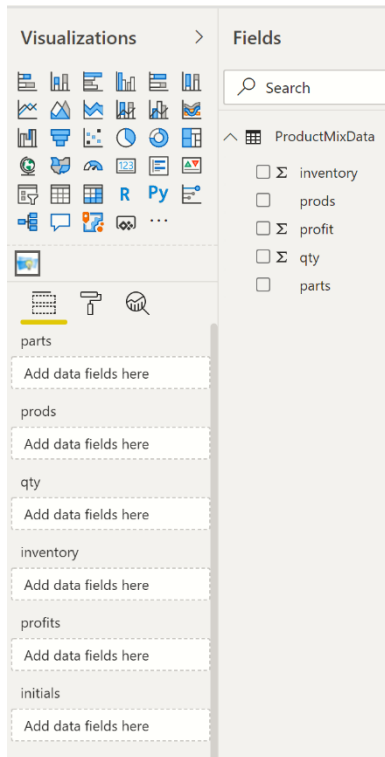 Visualizations
Fields
Search
ProductMixData
Σ inventory
prods
Σ profit
Σ qty
parts
123
R Py
...
parts
Add data fields here
prods
Add data fields here
qty
Add data fields here
inventory
Add data fields here
profits
Add data fields here
initials
Add data fields here